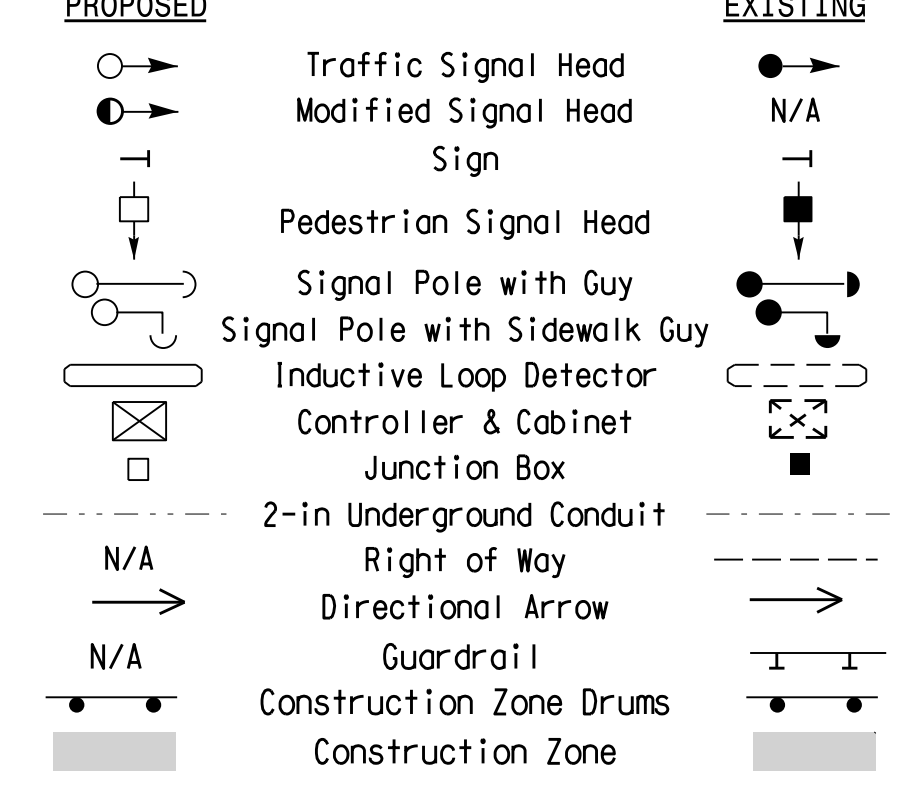 PROPOSED EXISTING
Traffic Signal Head
Modified Signal Head N/A
Sign
Pedestrian Signal Head
Signal Pole with Guy
Signal Pole with Sidewalk Guy
Inductive Loop Detector
Controller & Cabinet
Junction Box
2-in Underground Conduit
N/A Right of Way
Directional Arrow
N/A Guardrail
Construction Zone Drums
Construction Zone